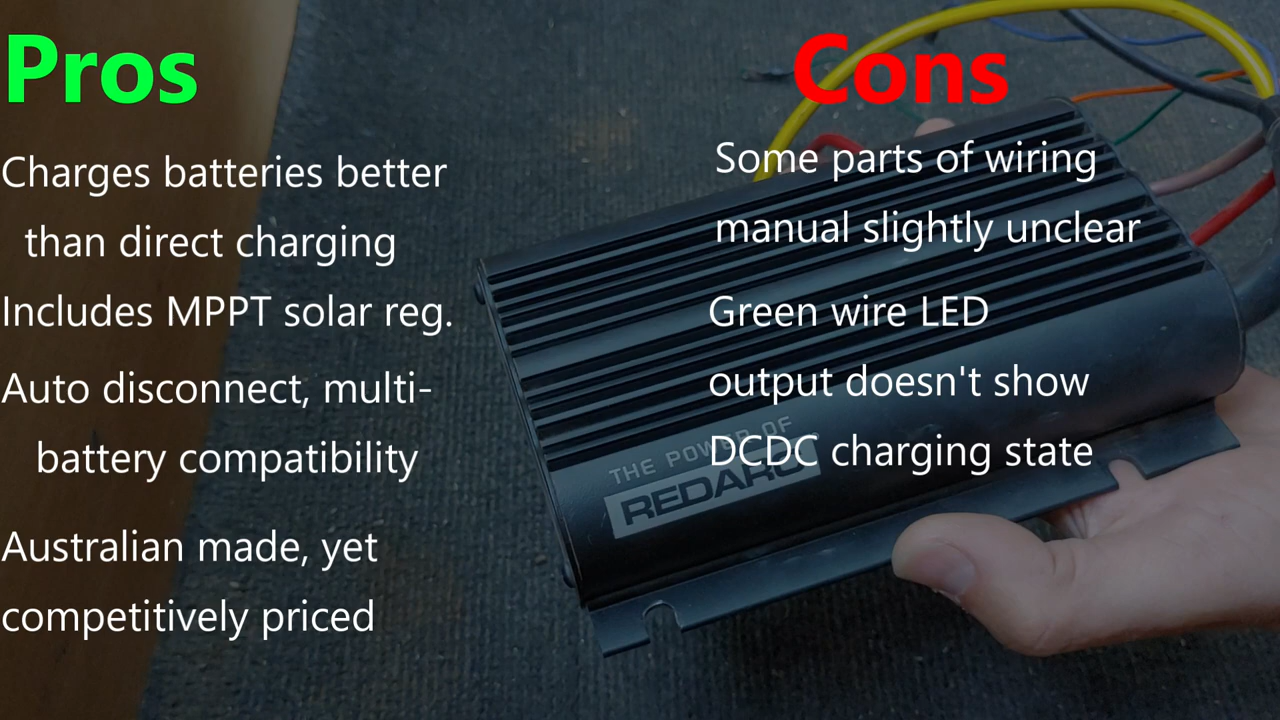 Pros
Charges batteries better
than direct charging
Includes MPPT solar reg.
Auto disconnect, multi-
battery compatibility
Australian made, yet
competitively priced
Cons
Some parts of wiring
manual slightly unclear
Green wire LED
output doesn't show
DCDC charging state
THE POWER OF
REDARC